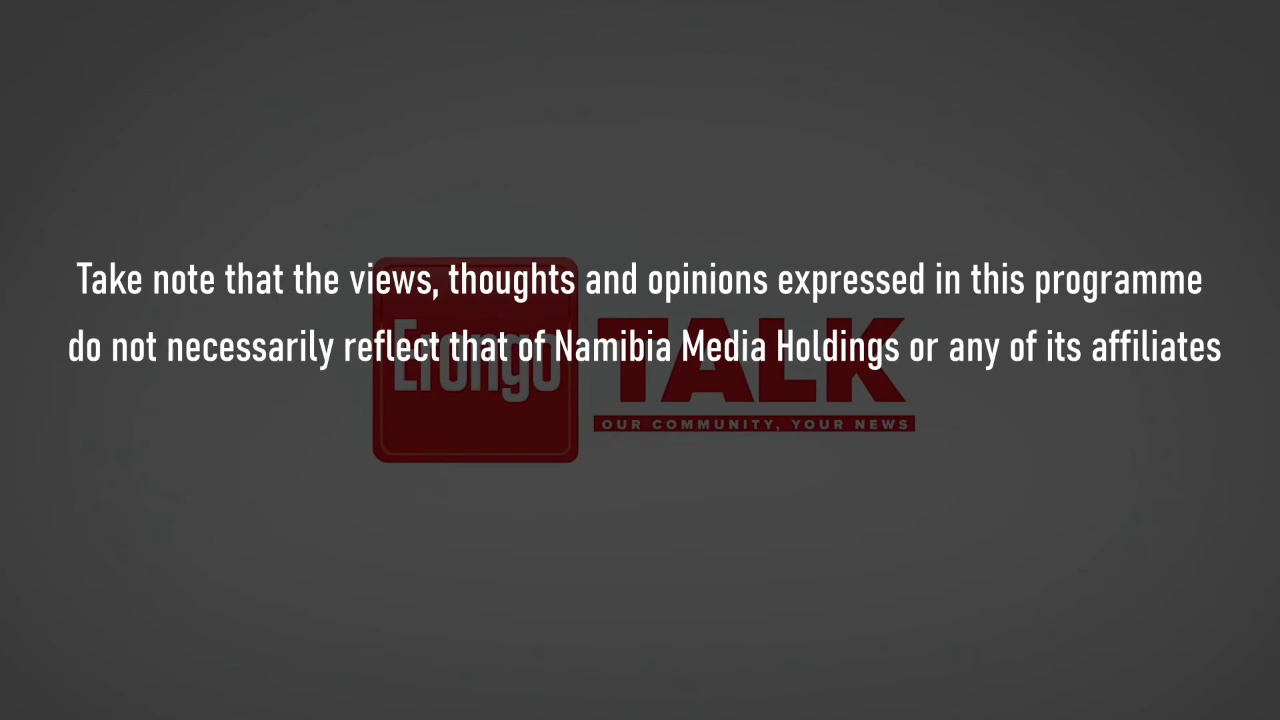 Take note that the views, thoughts and opinions expressed in this programme
do not necessarily reflect that of Namibia Media Holdings or any of its affiliates
Erongo TALK
OUR COMMUNITY, YOUR NEWS